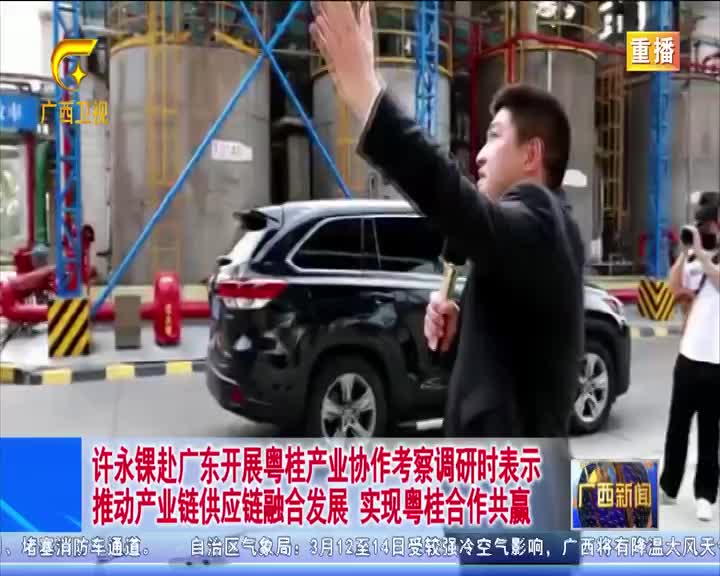 重播
广西卫视
许永锞赴广东开展粤桂产业协作考察调研时表示
推动产业链供应链融合发展 实现粤桂合作共赢
广西新闻
、堵塞消防车通道。 自治区气象局：3月12至14日受较强冷空气影响，广西将有降温大风天